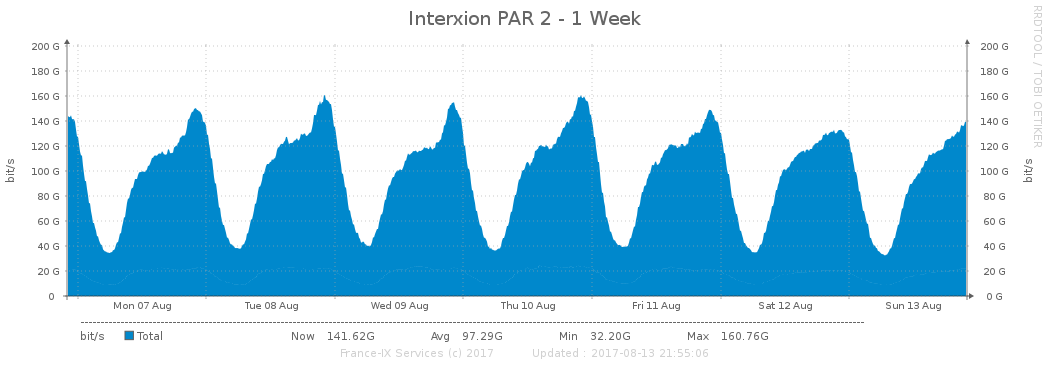 Interxion PAR 2 - 1 Week
RRDTOOL / TOBI OETIKER
bit/s
bit/s
200 G 200 G
180 G 180 G
160 G 160 G
140 G 140 G
120 G 120 G
100 G 100 G
80 G 80 G
60 G 60 G
40 G 40 G
20 G 20 G
0 0 G
Mon 07 Aug Tue 08 Aug Wed 09 Aug Thu 10 Aug Fri 11 Aug Sat 12 Aug Sun 13 Aug
bit/s Total Now 141.62G Avg 97.29G Min 32.20G Max 160.76G
France-IX Services (c) 2017 Updated : 2017-08-13 21:55:06